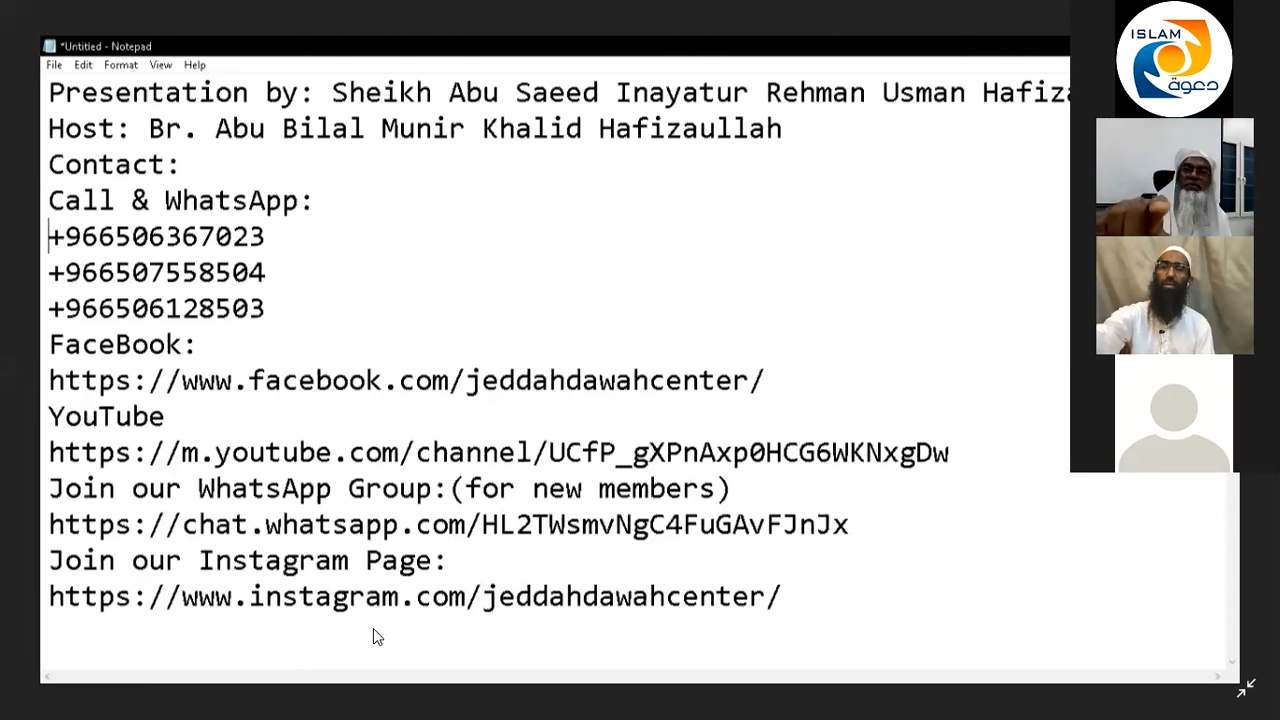 *Untitled - Notepad
File Edit Format View Help
Presentation by: Sheikh Abu Saeed Inayatur Rehman Usman Hafiza
Host: Br. Abu Bilal Munir Khalid Hafizaullah
Contact:
Call & WhatsApp:
+966506367023
+966507558504
+966506128503
FaceBook:
https://www.facebook.com/jeddahdawahcenter/
YouTube
https://m.youtube.com/channel/UCfP_gXPnAxp0HCG6WKNxgDw
Join our WhatsApp Group:(for new members)
https://chat.whatsapp.com/HL2TWsmvNgC4FuGAvFJnJx
Join our Instagram Page:
https://www.instagram.com/jeddahdawahcenter/
ISLAM
دعوة